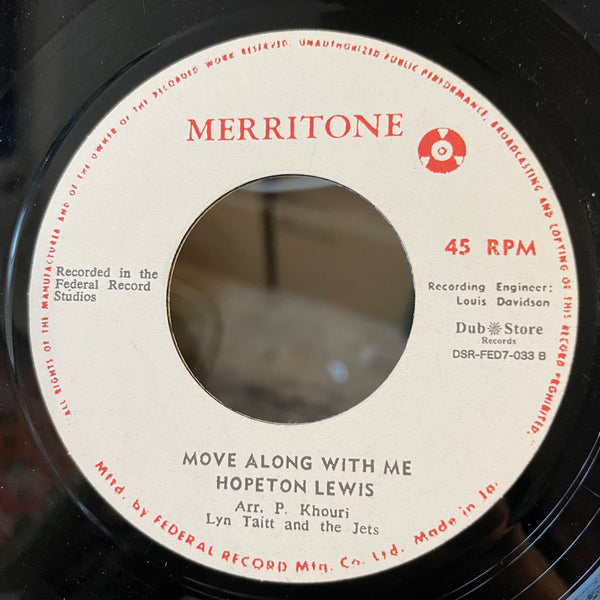 "ALL RIGHTS OF THE MANUFACTURER AND OF THE OWNER OF THE RECORDED WORK RESERVED. UNAUTHORIZED PUBLIC PERFORMANCE, BROADCASTING AND COPYING OF THIS RECORD PROHIBITED."
MERRITONE
45 RPM
Recorded in the
Federal Record
Studios
Recording Engineer:
Louis Davidson
Dub Store
Records
DSR-FED7-033 B
MOVE ALONG WITH ME
HOPETON LEWIS
Arr. P. Khouri
Lyn Taitt and the Jets
Mfrd. by FEDERAL RECORD Mfg. Co. Ltd. Made in Ja.